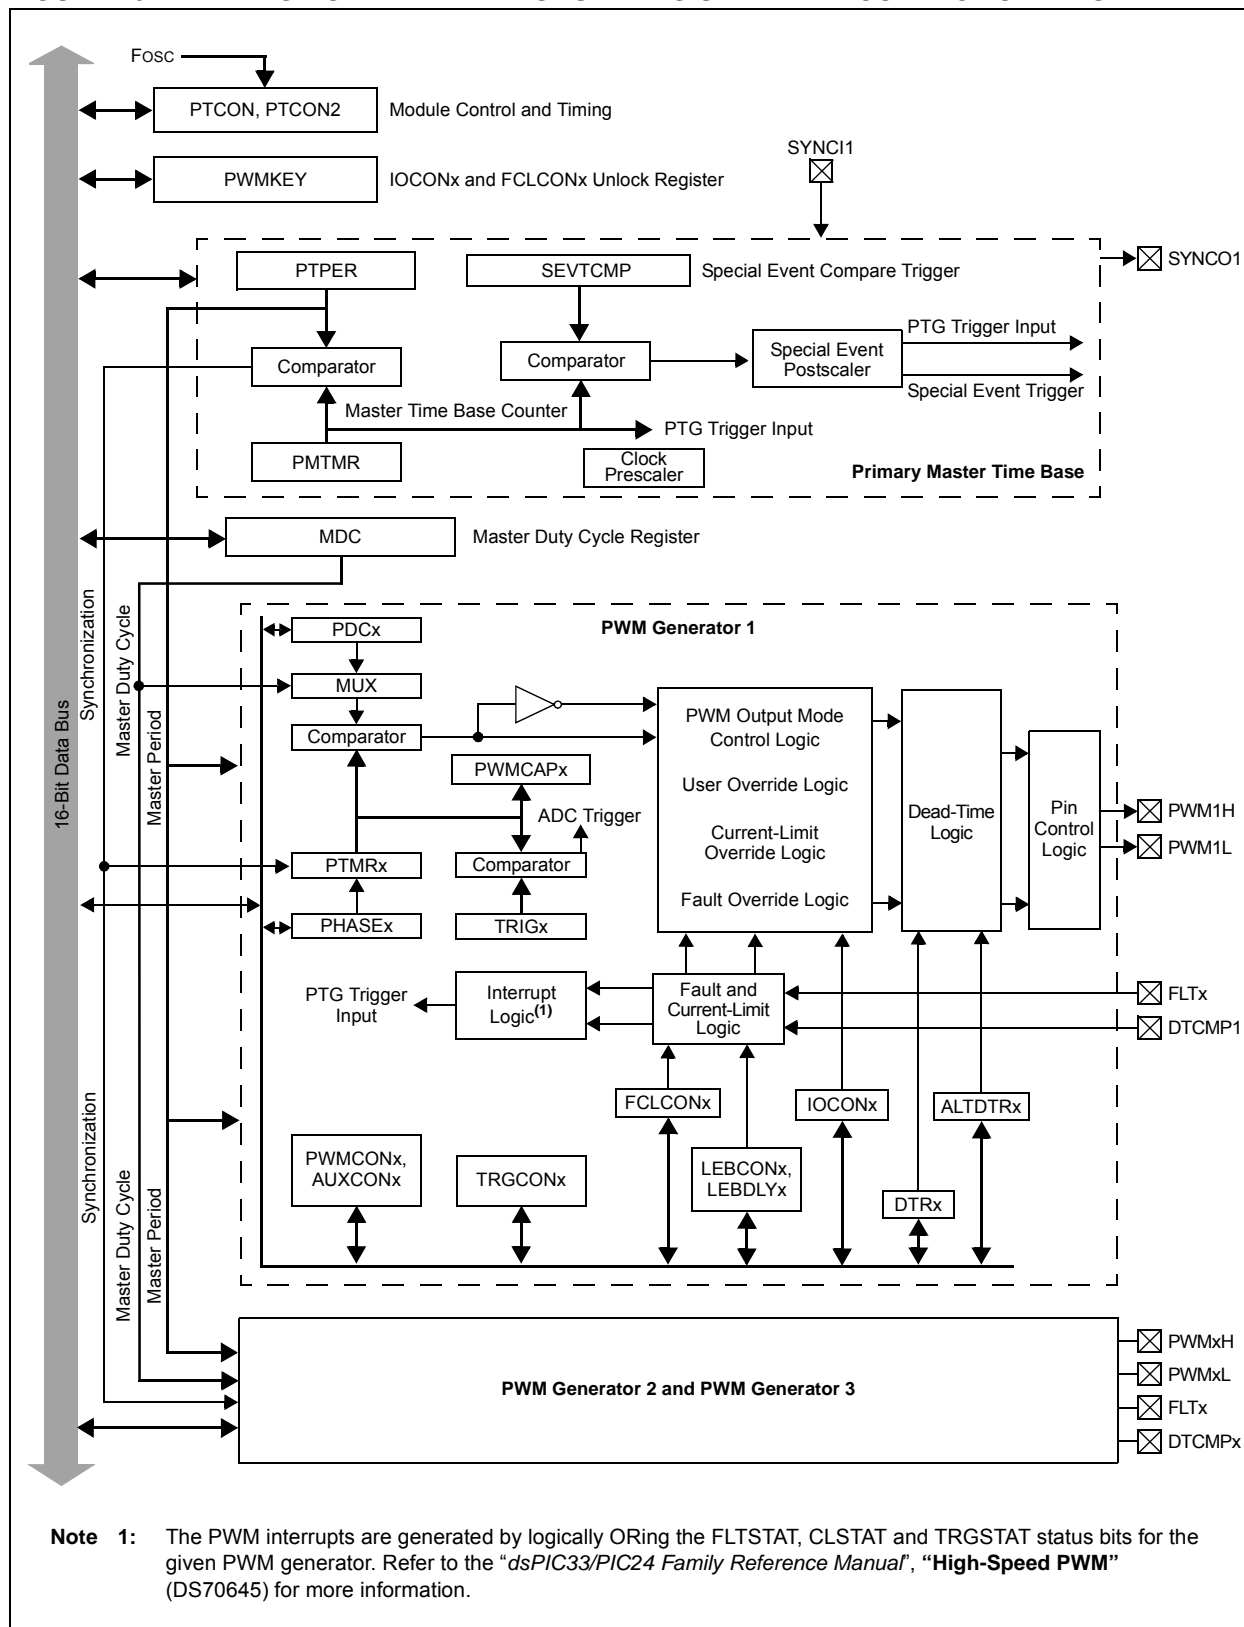 FOSC
PTCON, PTCON2
Module Control and Timing
SYNCI1
PWMKEY
IOCONx and FCLCONx Unlock Register
PTPER
SEVTCMP
Special Event Compare Trigger
SYNCO1
PTG Trigger Input
Comparator
Comparator
Special Event
Postscaler
Special Event Trigger
Master Time Base Counter
PTG Trigger Input
PMTMR
Clock
Prescaler
Primary Master Time Base
MDC
Master Duty Cycle Register
16-Bit Data Bus
Synchronization
Master Duty Cycle
Master Period
PWM Generator 1
PDCx
MUX
Comparator
PWMCAPx
ADC Trigger
PTMRx
Comparator
PHASEx
TRIGx
PWM Output Mode
Control Logic
User Override Logic
Current-Limit
Override Logic
Fault Override Logic
Dead-Time
Logic
Pin
Control
Logic
PWM1H
PWM1L
PTG Trigger
Input
Interrupt
Logic(1)
Fault and
Current-Limit
Logic
FLTx
DTCMP1
FCLCONx
IOCONx
ALTDTRx
PWMCONx,
AUXCONx
TRGCONx
LEBCONx,
LEBDLYx
DTRx
Synchronization
Master Duty Cycle
Master Period
PWM Generator 2 and PWM Generator 3
PWMxH
PWMxL
FLTx
DTCMPx
Note 1: The PWM interrupts are generated by logically ORing the FLTSTAT, CLSTAT and TRGSTAT status bits for the
given PWM generator. Refer to the “dsPIC33/PIC24 Family Reference Manual”, “High-Speed PWM”
(DS70645) for more information.